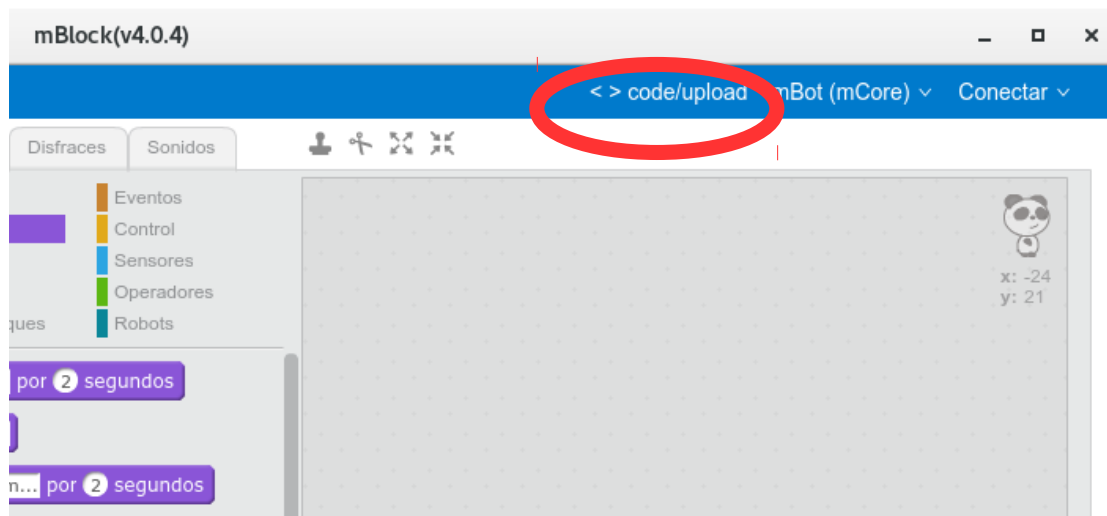 mBlock(v4.0.4)
< > code/upload mBot (mCore) Conectar
Disfraces Sonidos
Eventos
Control
Sensores
Operadores
Robots
x: -24
y: 21
por 2 segundos
por 2 segundos